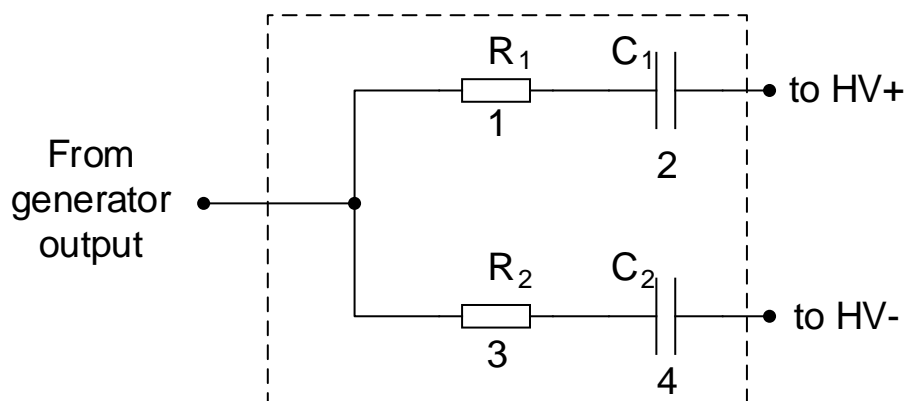 R1
C1
to HV+
1
2
From
generator
output
R2
C2
to HV-
3
4